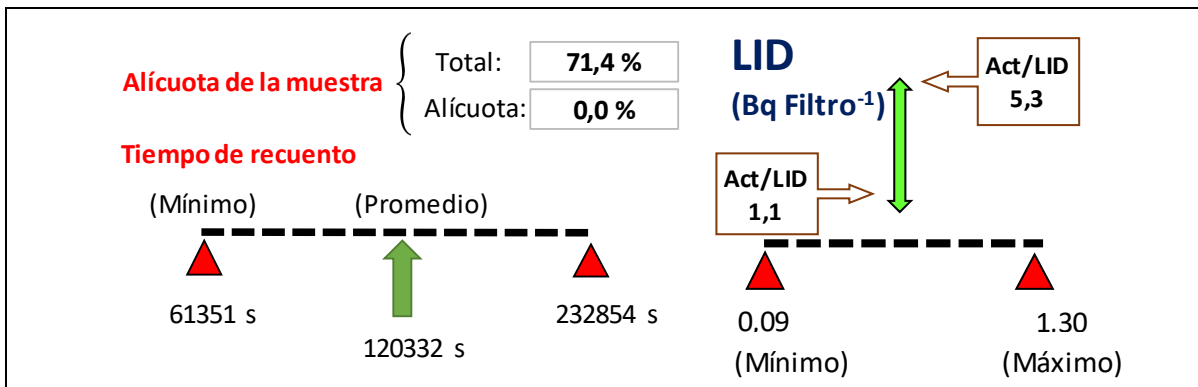 Alícuota de la muestra
Total:
71,4 %
Alícuota:
0,0 %
Tiempo de recuento
(Mínimo)
(Promedio)
61351 s
120332 s
232854 s
LID
(Bq Filtro⁻¹)
Act/LID
5,3
Act/LID
1,1
0.09
(Mínimo)
1.30
(Máximo)